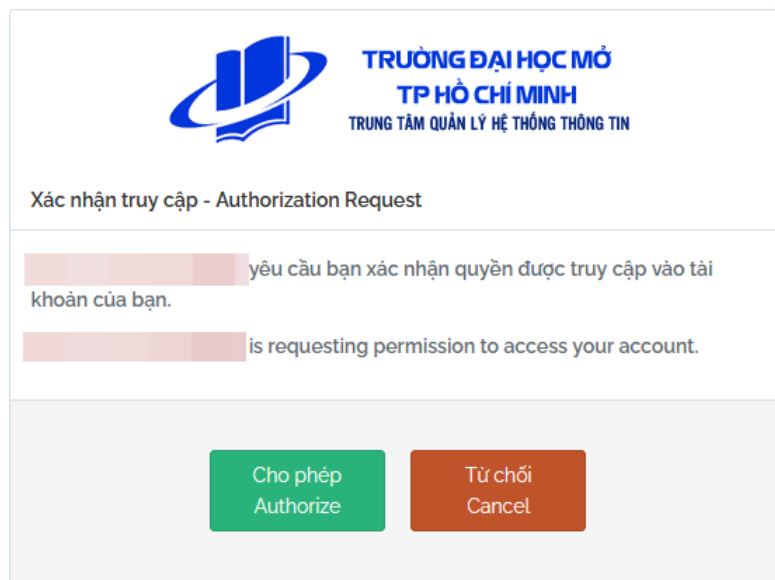 TRƯỜNG ĐẠI HỌC MỞ
TP HỒ CHÍ MINH
TRUNG TÂM QUẢN LÝ HỆ THỐNG THÔNG TIN
Xác nhận truy cập - Authorization Request
yêu cầu bạn xác nhận quyền được truy cập vào tài
khoản của bạn.
is requesting permission to access your account.
Cho phép
Authorize
Từ chối
Cancel